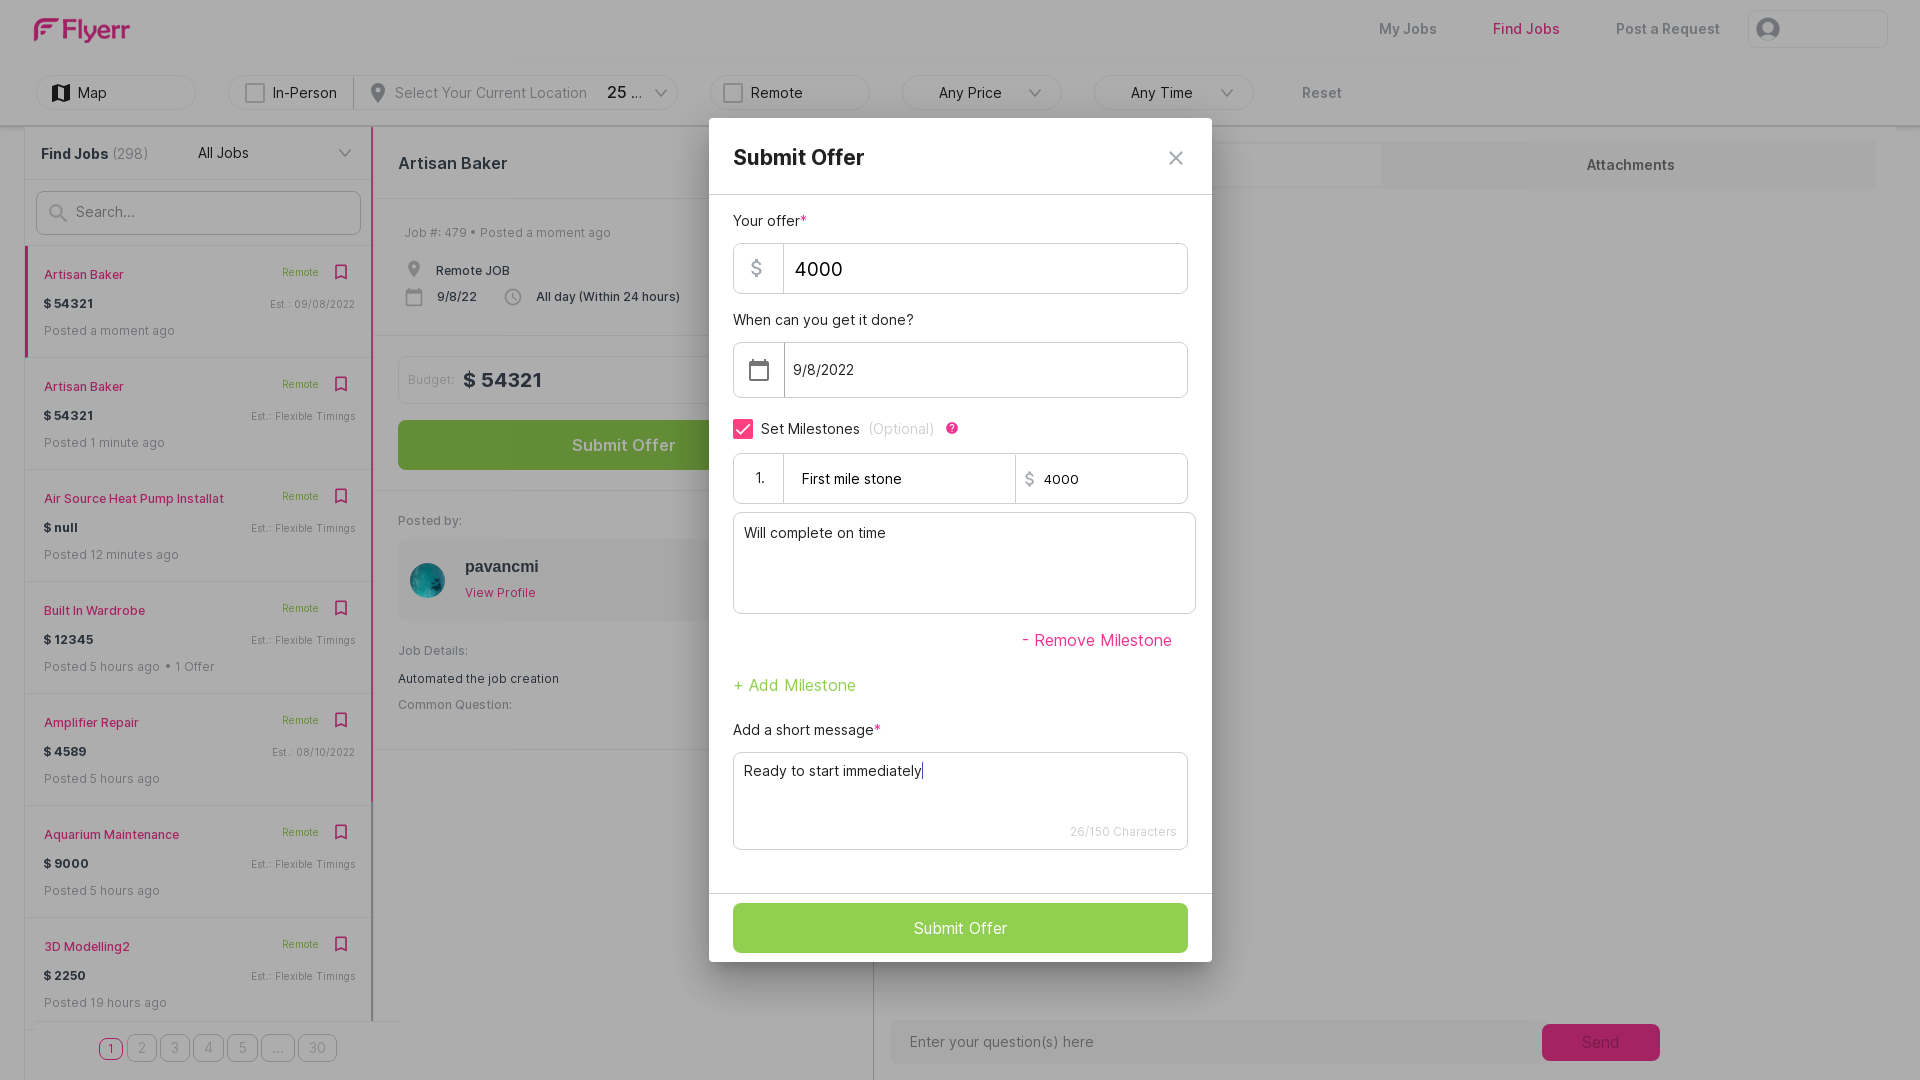 Flyerr
My Jobs
Find Jobs
Post a Request
Map
In-Person
Select Your Current Location
25 ...
Remote
Any Price
Any Time
Reset
Find Jobs (298)
All Jobs
Search...
Artisan Baker
Remote
$ 54321
Est.: 09/08/2022
Posted a moment ago
Artisan Baker
Remote
$ 54321
Est.: Flexible Timings
Posted 1 minute ago
Air Source Heat Pump Installat
Remote
$ null
Est.: Flexible Timings
Posted 12 minutes ago
Built In Wardrobe
Remote
$ 12345
Est.: Flexible Timings
Posted 5 hours ago • 1 Offer
Amplifier Repair
Remote
$ 4589
Est.: 08/10/2022
Posted 5 hours ago
Aquarium Maintenance
Remote
$ 9000
Est.: Flexible Timings
Posted 5 hours ago
3D Modelling2
Remote
$ 2250
Est.: Flexible Timings
Posted 19 hours ago
1 2 3 4 5 ... 30
Artisan Baker
Job #: 479 • Posted a moment ago
Remote JOB
9/8/22
All day (Within 24 hours)
Budget: $ 54321
Submit Offer
Posted by:
pavancmi
View Profile
Job Details:
Automated the job creation
Common Question:
Attachments
Enter your question(s) here
Send
Submit Offer
Your offer*
$ 4000
When can you get it done?
9/8/2022
Set Milestones (Optional) ?
1. First mile stone $ 4000
Will complete on time
- Remove Milestone
+ Add Milestone
Add a short message*
Ready to start immediately
26/150 Characters
Submit Offer